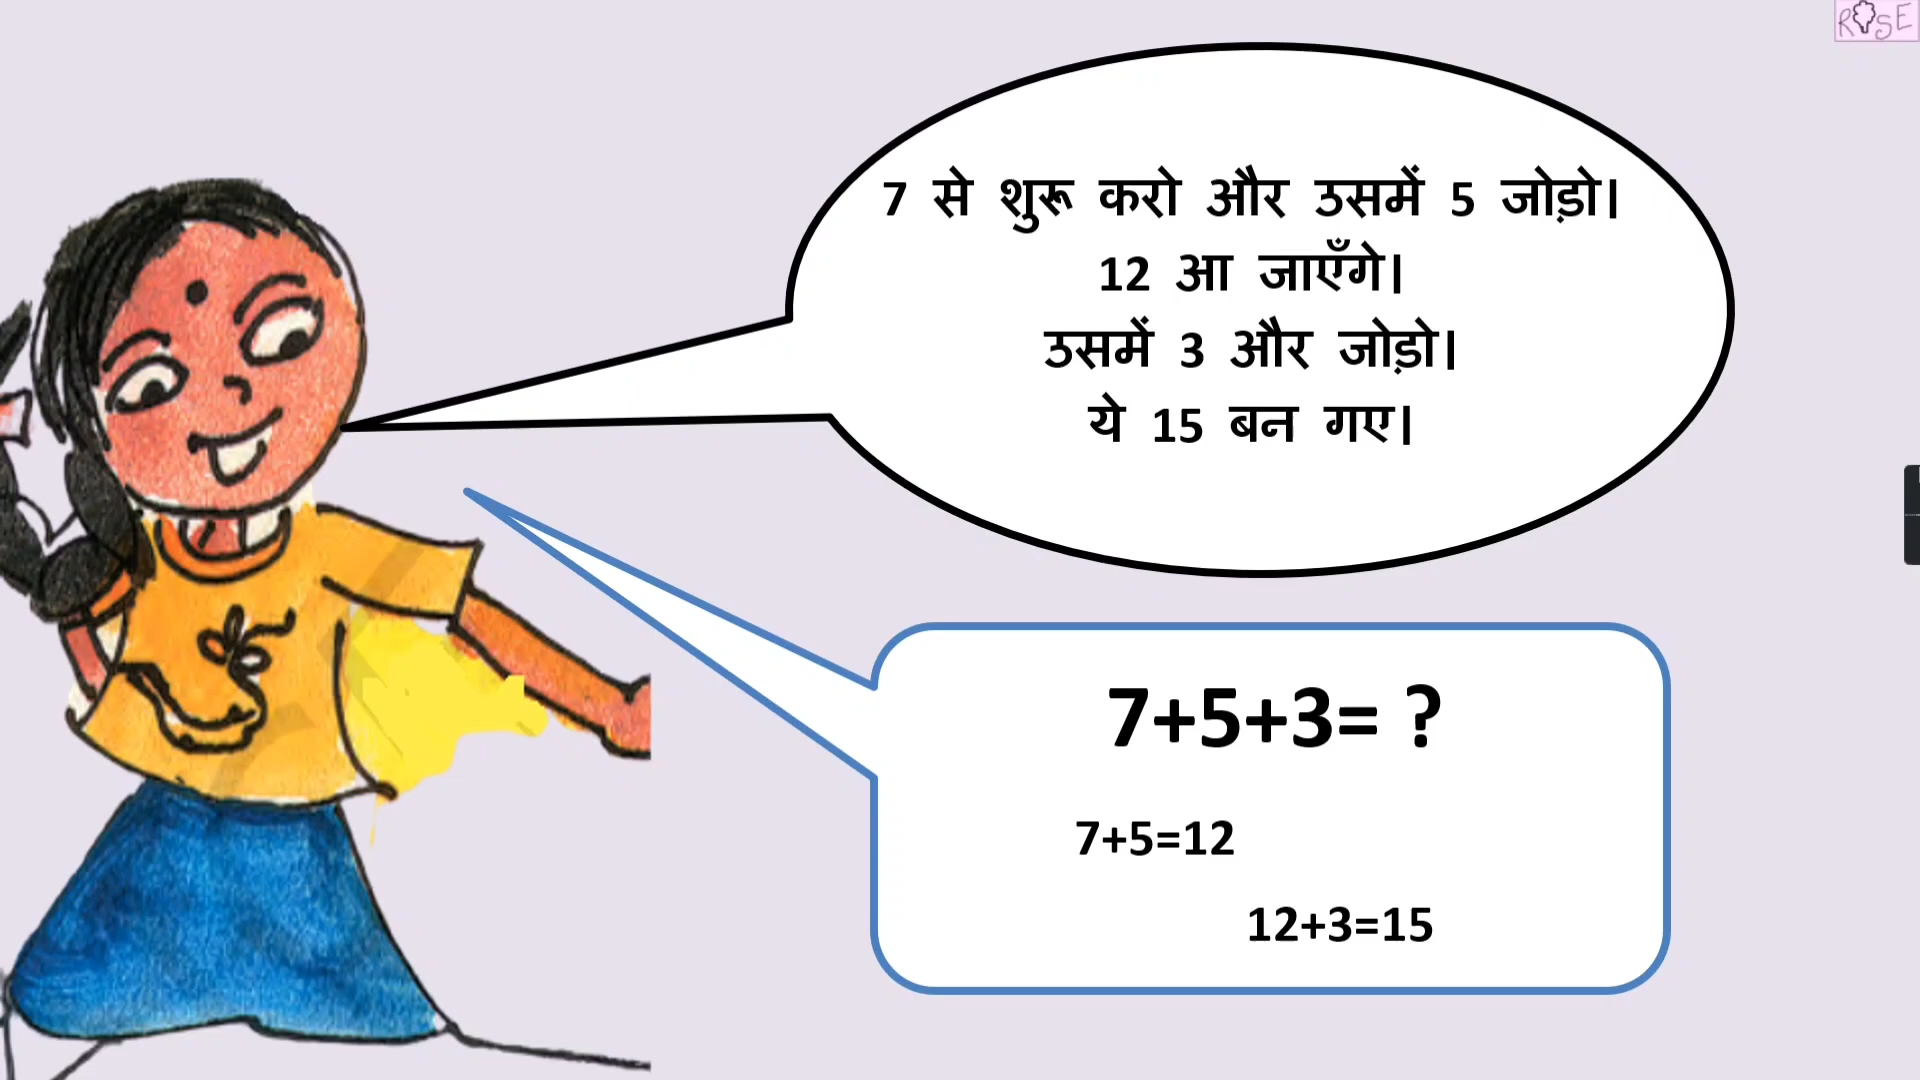 R SE
7 से शुरू करो और उसमें 5 जोड़ो।
12 आ जाएँगे।
उसमें 3 और जोड़ो।
ये 15 बन गए।
7+5+3= ?
7+5=12
12+3=15